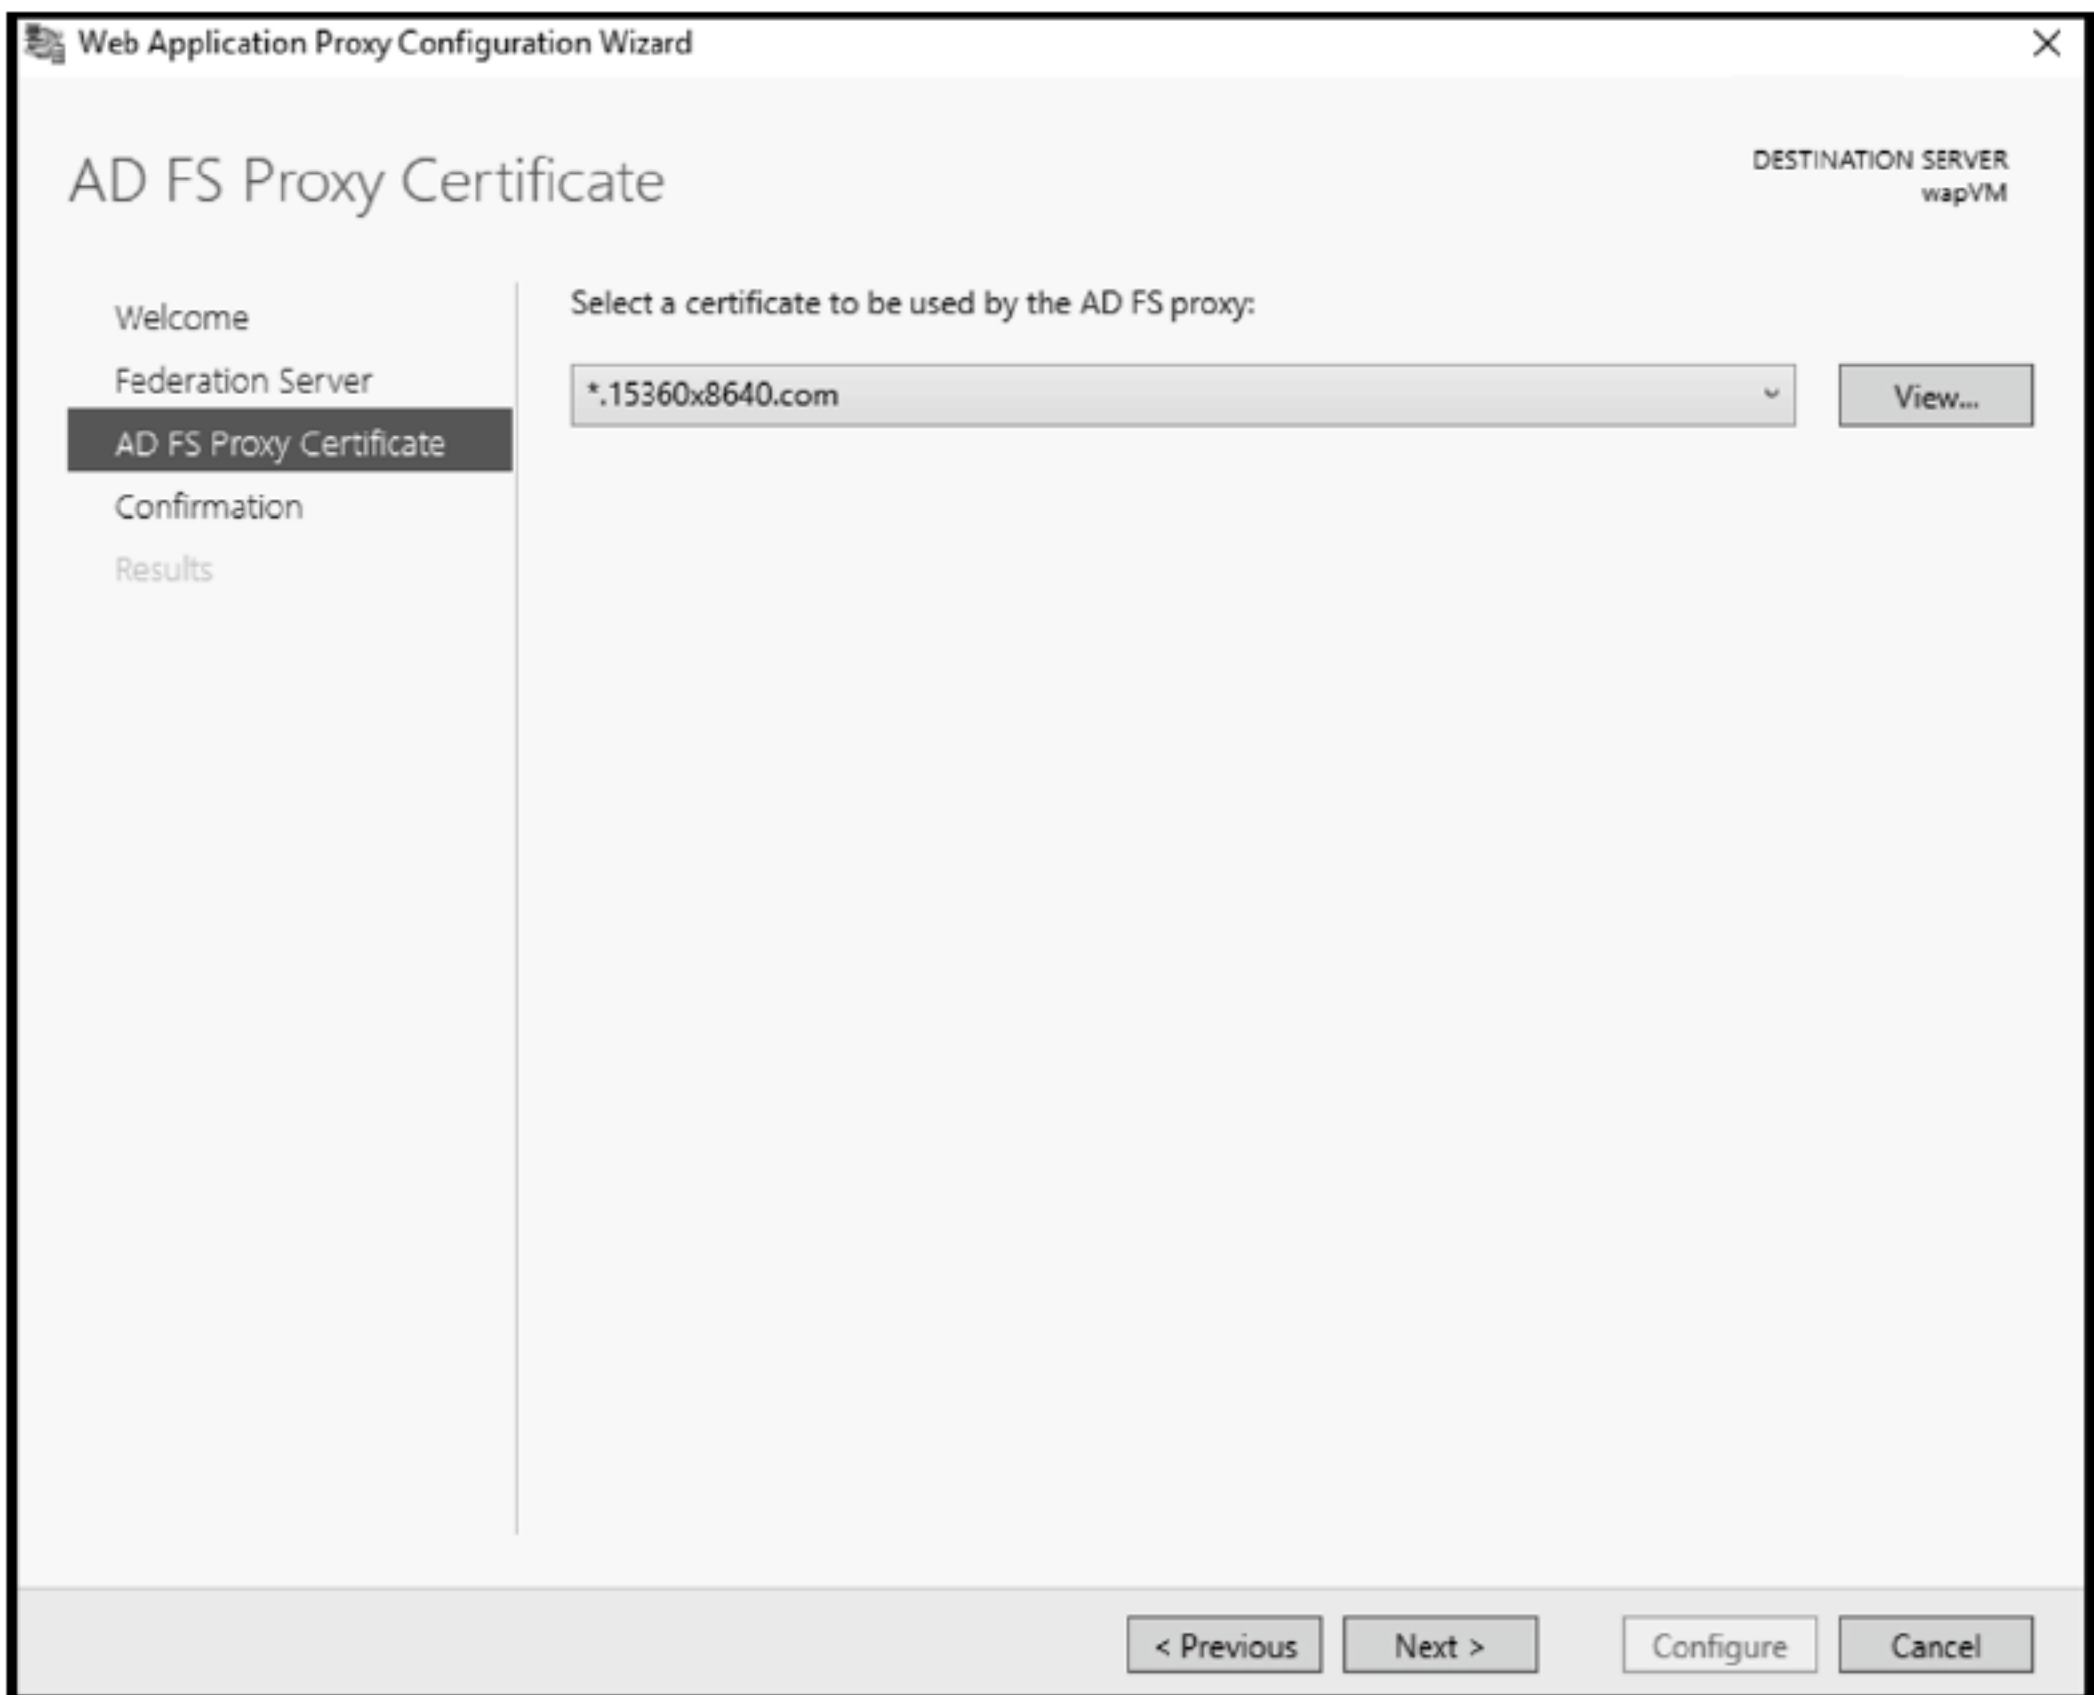 Web Application Proxy Configuration Wizard
AD FS Proxy Certificate
DESTINATION SERVER
wapVM
Welcome
Federation Server
AD FS Proxy Certificate
Confirmation
Results
Select a certificate to be used by the AD FS proxy:
*.15360x8640.com
View...
< Previous
Next >
Configure
Cancel